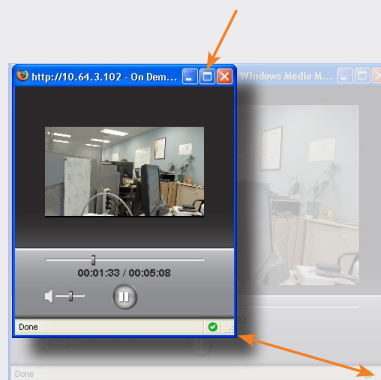 http://10.64.3.102 - On Dem...
Windows Media M...
00:01:33 / 00:05:08
Done
Done